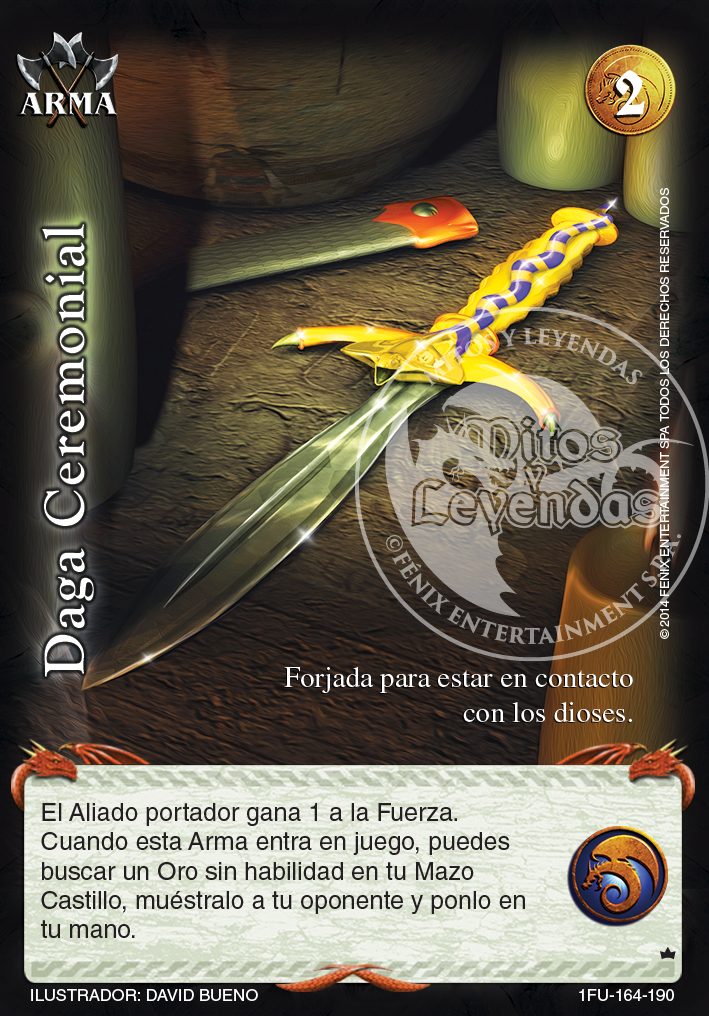 ARMA
2
Daga Ceremonial
MITOS Y LEYENDAS
Mitos
y
Leyendas
© FENIX ENTERTAINMENT S.P.A.
© 2014 FENIX ENTERTAINMENT SPA TODOS LOS DERECHOS RESERVADOS
Forjada para estar en contacto
con los dioses.
El Aliado portador gana 1 a la Fuerza.
Cuando esta Arma entra en juego, puedes
buscar un Oro sin habilidad en tu Mazo
Castillo, muéstralo a tu oponente y ponlo en
tu mano.
ILUSTRADOR: DAVID BUENO
1FU-164-190